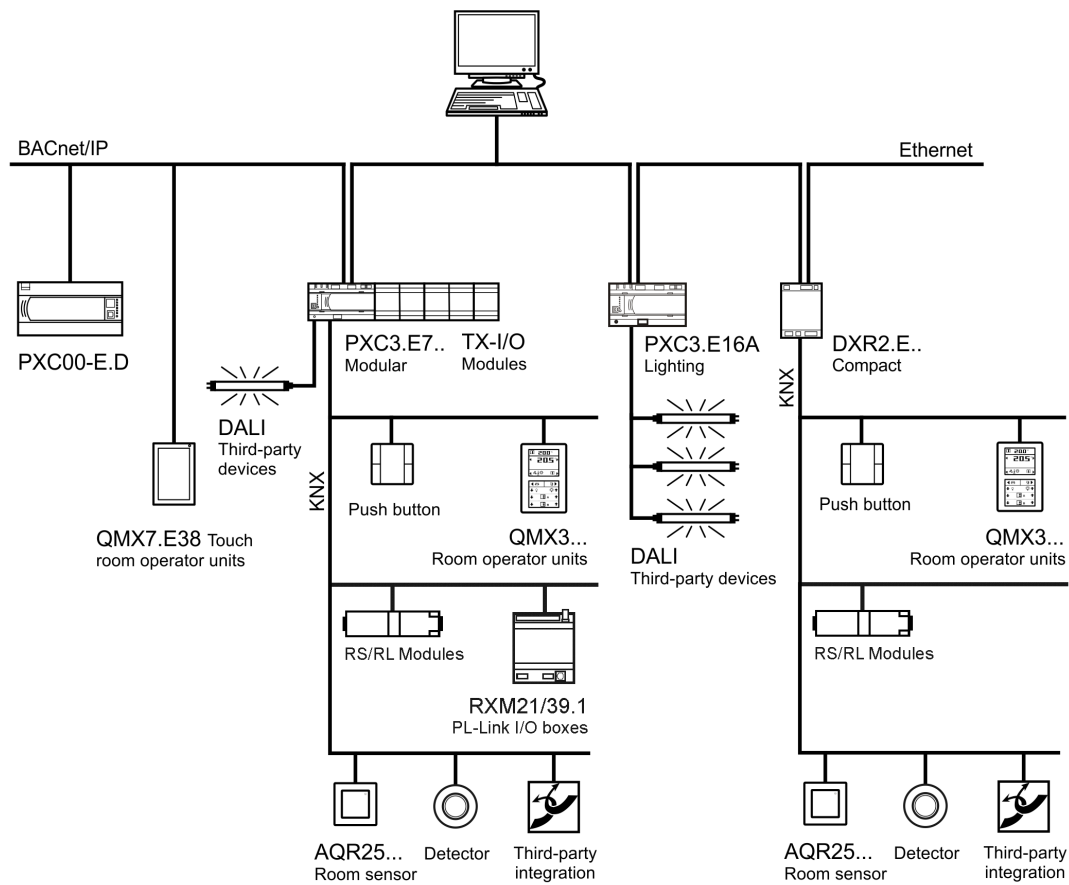 BACnet/IP
Ethernet
PXC00-E.D
PXC3.E7..
Modular
TX-I/O
Modules
PXC3.E16A
Lighting
DXR2.E..
Compact
KNX
DALI
Third-party
devices
KNX
Push button
QMX3...
Room operator units
QMX7.E38 Touch
room operator units
DALI
Third-party devices
Push button
QMX3...
Room operator units
RS/RL Modules
RXM21/39.1
PL-Link I/O boxes
RS/RL Modules
AQR25...
Room sensor
Detector
Third-party
integration
AQR25...
Room sensor
Detector
Third-party
integration